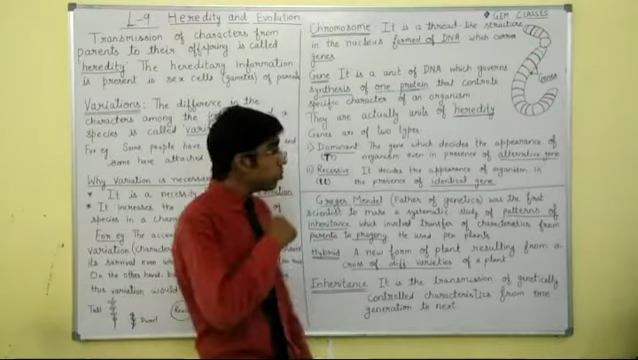 L-9 Heredity and Evolution
* GEM CLASSES
Transmission of characters from
parents to their offspring is called
heredity. The hereditary information
is present is sex cells (gametes) of parents
Variations: The difference in the
characters among the
species is called
For eg Some people have
Some have attached
Why variation is necessary
* It is a necessity
* It increases the
species in a
For eg The
variation
its survival
On the other hand
this variation would
Tall
Dwarf
Chromosome It is a thread-like structure
in the nucleus formed of DNA which carries
genes
Gene It is a unit of DNA which governs
synthesis of one protein that controls
specific character of an organism
They are actually units of heredity
Genes are of two types
i) Dominant The gene which decides the appearance of
organism even in presence of alternative gene
ii) Recessive It decides the appearance of organism in
(tt) the presence of identical gene
Genes
Gregor Mendel (Father of genetics) was the first
scientist to make a systematic study of patterns of
inheritance which involved transfer of characteristics from
parents to progeny He used pea plants
Hybrid A new form of plant resulting from a
cross of diff varieties of a plant
Inheritance It is the transmission of genetically
controlled characteristics from one
generation to next